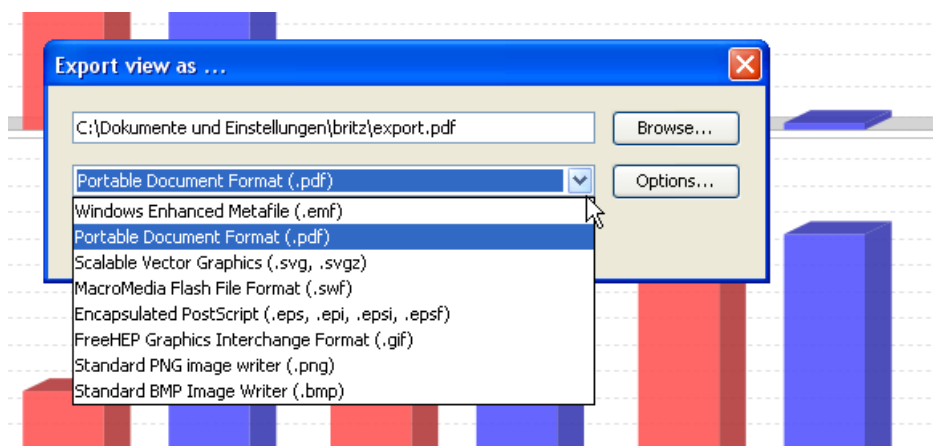 Export view as ...
C:\Dokumente und Einstellungen\britz\export.pdf
Browse...
Portable Document Format (.pdf)
Options...
Windows Enhanced Metafile (.emf)
Portable Document Format (.pdf)
Scalable Vector Graphics (.svg, .svgz)
MacroMedia Flash File Format (.swf)
Encapsulated PostScript (.eps, .epi, .epsi, .epsf)
FreeHEP Graphics Interchange Format (.gif)
Standard PNG image writer (.png)
Standard BMP Image Writer (.bmp)